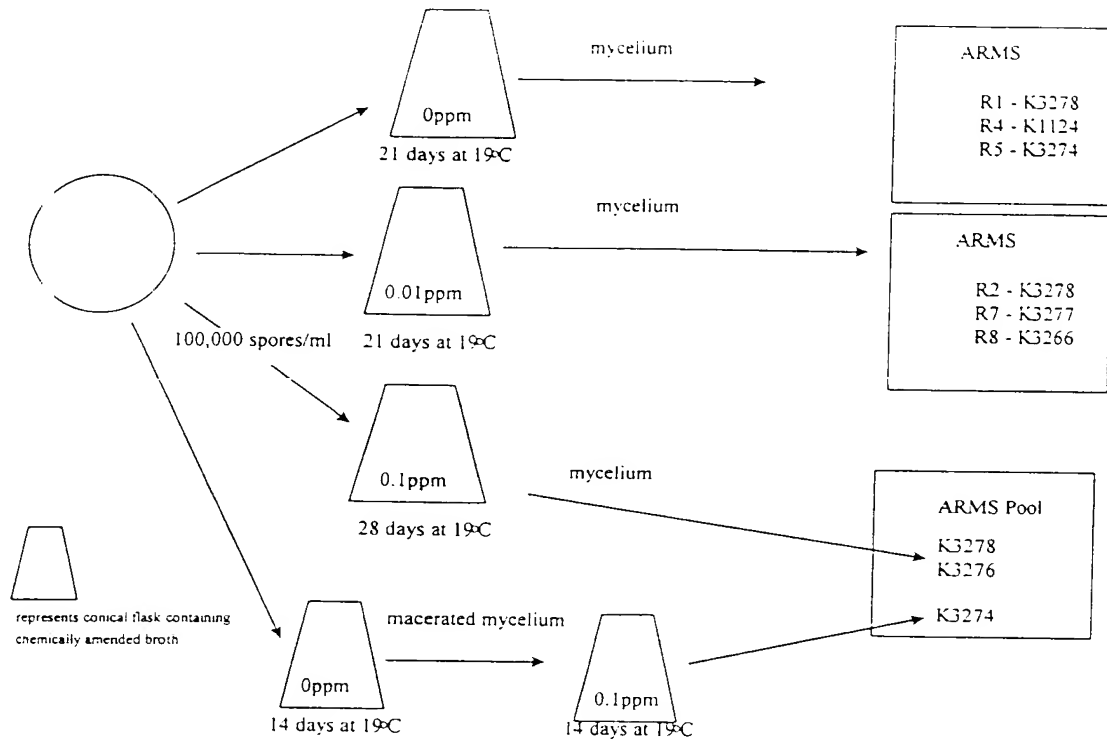 mycelium
0ppm
21 days at 19°C
ARMS
R1 - K3278
R4 - K1124
R5 - K3274
mycelium
0.01ppm
21 days at 19°C
ARMS
R2 - K3278
R7 - K3277
R8 - K3266
100,000 spores/ml
0.1ppm
28 days at 19°C
mycelium
ARMS Pool
K3278
K3276
K3274
represents conical flask containing
chemically amended broth
macerated mycelium
0ppm
14 days at 19°C
0.1ppm
14 days at 19°C